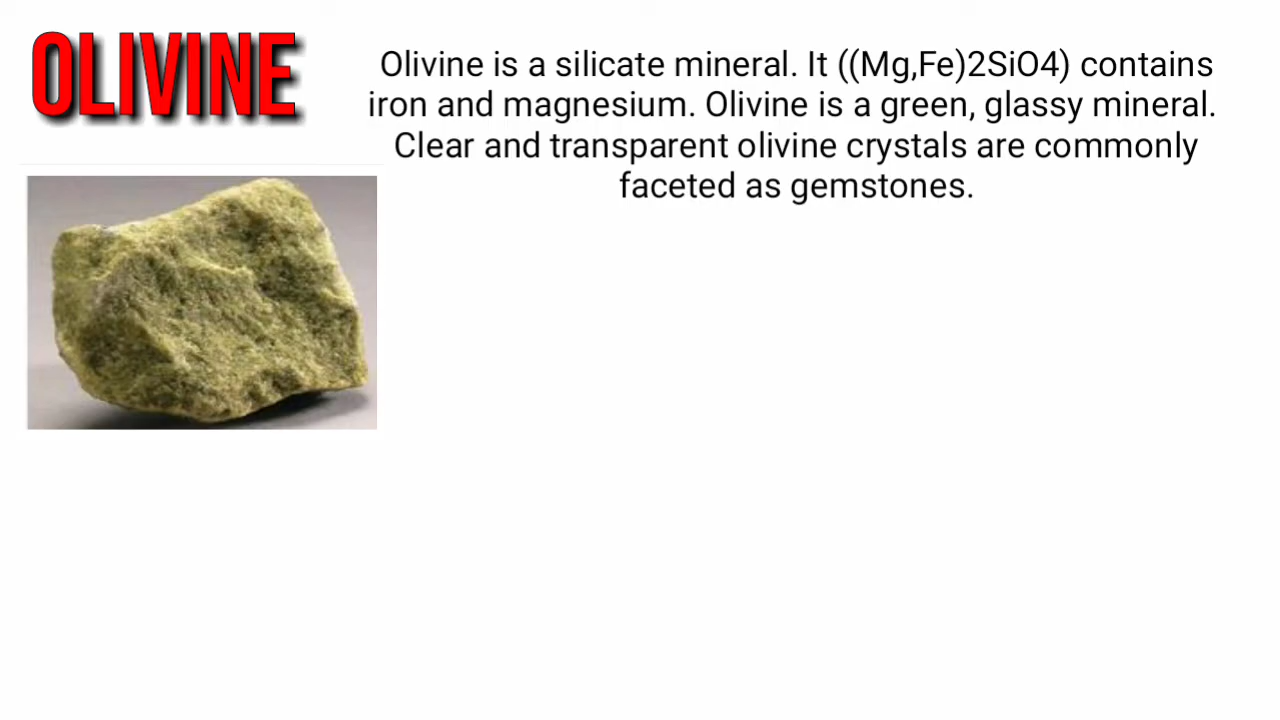 OLIVINE
Olivine is a silicate mineral. It ((Mg,Fe)2SiO4) contains
iron and magnesium. Olivine is a green, glassy mineral.
Clear and transparent olivine crystals are commonly
faceted as gemstones.